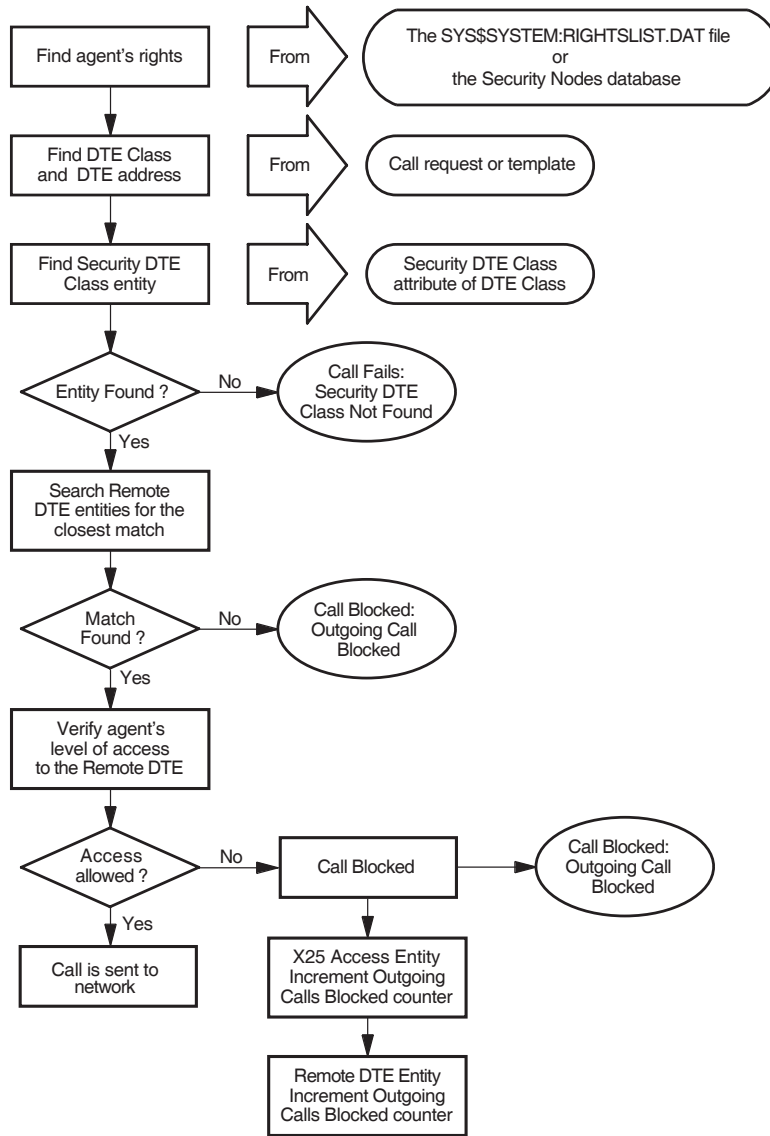 Find agent's rights
From
The SYS$SYSTEM:RIGHTSLIST.DAT file
or
the Security Nodes database
Find DTE Class
and DTE address
From
Call request or template
Find Security DTE
Class entity
From
Security DTE Class
attribute of DTE Class
Entity Found ?
No
Call Fails:
Security DTE
Class Not Found
Yes
Search Remote
DTE entities for the
closest match
Match
Found ?
No
Call Blocked:
Outgoing Call
Blocked
Yes
Verify agent's
level of access
to the Remote DTE
Access
allowed ?
No
Call Blocked
Call Blocked:
Outgoing Call
Blocked
Yes
Call is sent to
network
X25 Access Entity
Increment Outgoing
Calls Blocked counter
Remote DTE Entity
Increment Outgoing
Calls Blocked counter